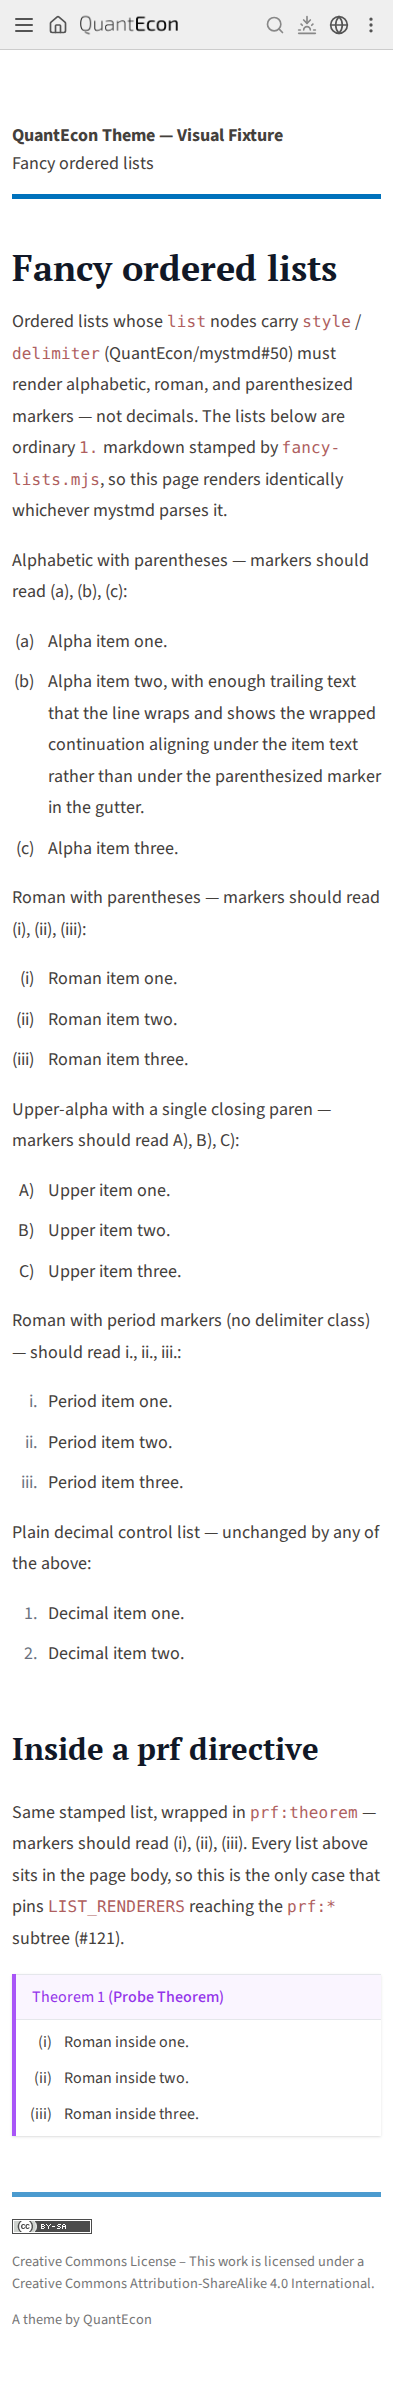 QuantEcon
QuantEcon Theme — Visual Fixture
Fancy ordered lists
Fancy ordered lists
Ordered lists whose list nodes carry style /
delimiter (QuantEcon/mystmd#50) must
render alphabetic, roman, and parenthesized
markers — not decimals. The lists below are
ordinary 1. markdown stamped by fancy-
lists.mjs, so this page renders identically
whichever mystmd parses it.
Alphabetic with parentheses — markers should
read (a), (b), (c):
(a) Alpha item one.
(b) Alpha item two, with enough trailing text
that the line wraps and shows the wrapped
continuation aligning under the item text
rather than under the parenthesized marker
in the gutter.
(c) Alpha item three.
Roman with parentheses — markers should read
(i), (ii), (iii):
(i) Roman item one.
(ii) Roman item two.
(iii) Roman item three.
Upper-alpha with a single closing paren —
markers should read A), B), C):
A) Upper item one.
B) Upper item two.
C) Upper item three.
Roman with period markers (no delimiter class)
— should read i., ii., iii.:
i. Period item one.
ii. Period item two.
iii. Period item three.
Plain decimal control list — unchanged by any of
the above:
1. Decimal item one.
2. Decimal item two.
Inside a prf directive
Same stamped list, wrapped in prf:theorem —
markers should read (i), (ii), (iii). Every list above
sits in the page body, so this is the only case that
pins LIST_RENDERERS reaching the prf:*
subtree (#121).
Theorem 1 (Probe Theorem)
(i) Roman inside one.
(ii) Roman inside two.
(iii) Roman inside three.
(cc) BY-SA
Creative Commons License – This work is licensed under a
Creative Commons Attribution-ShareAlike 4.0 International.
A theme by QuantEcon